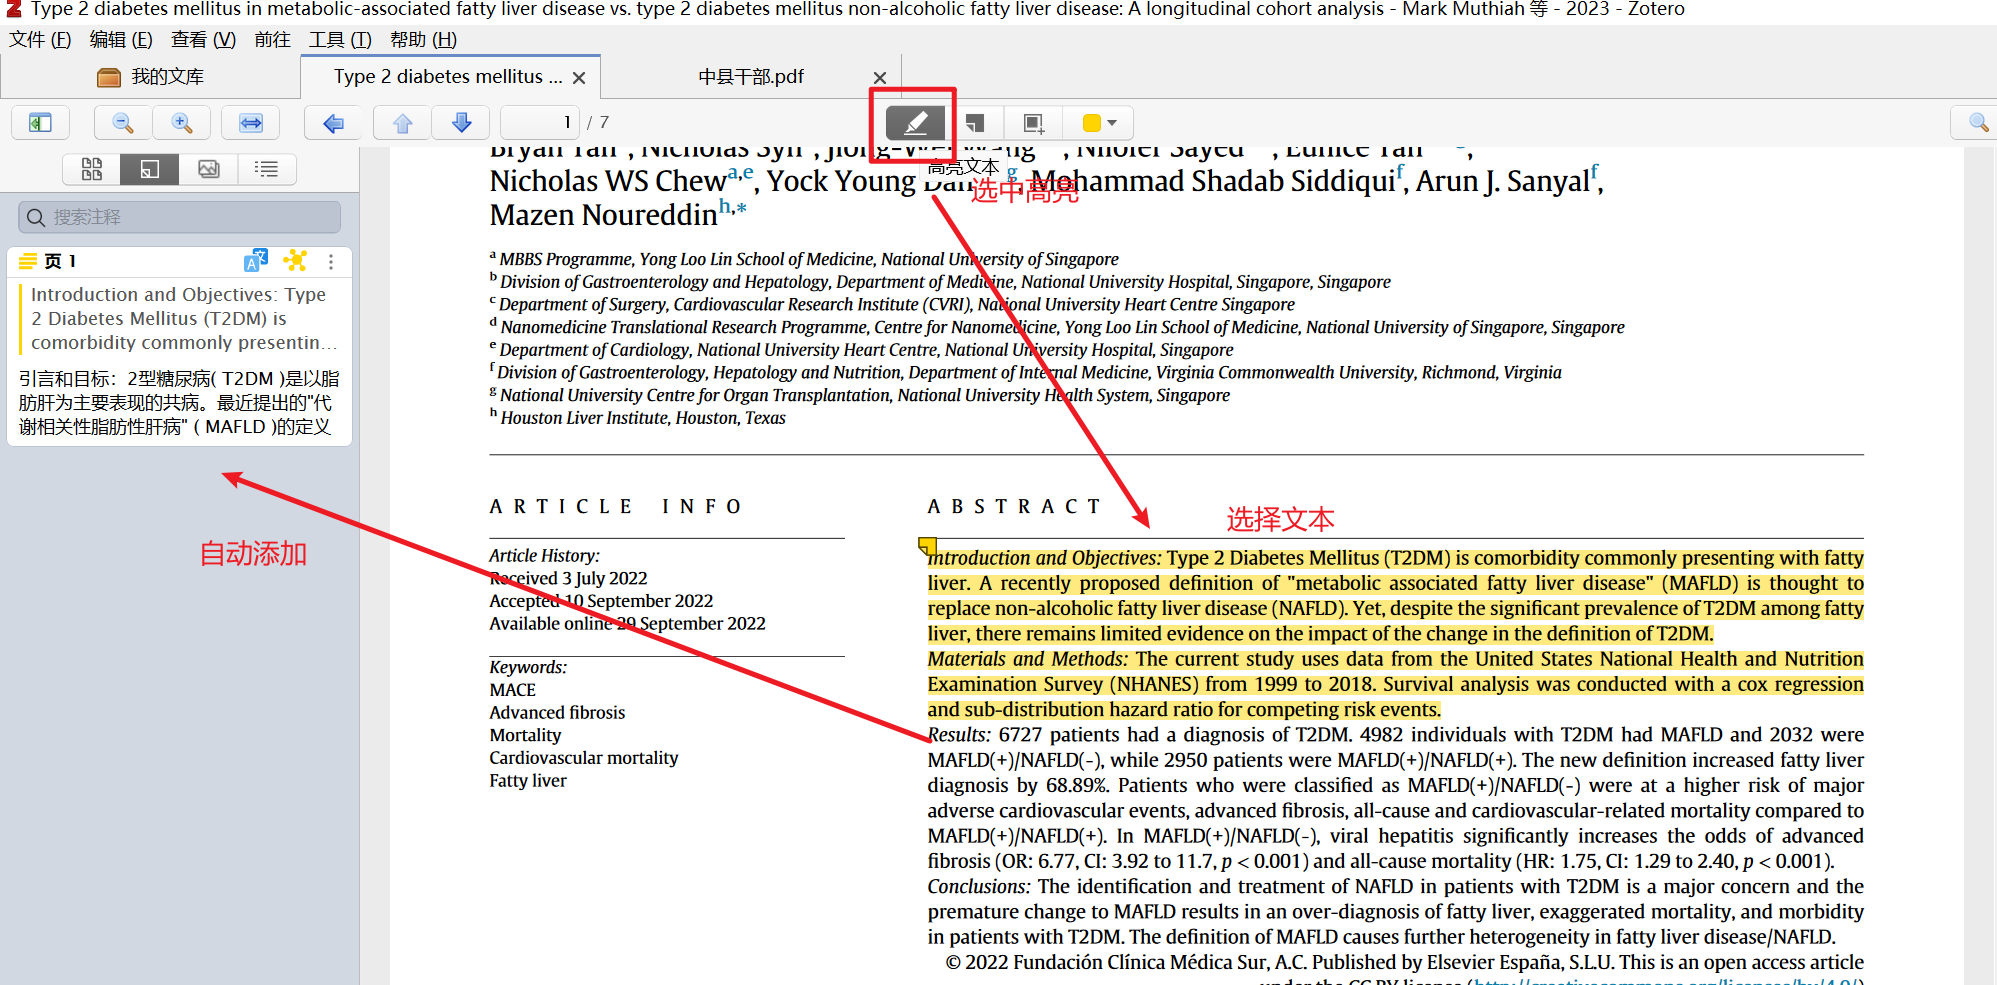 Type 2 diabetes mellitus in metabolic-associated fatty liver disease vs. type 2 diabetes mellitus non-alcoholic fatty liver disease: A longitudinal cohort analysis - Mark Muthiah 等 - 2023 - Zotero
文件 (F) 编辑 (E) 查看 (V) 前往 工具 (T) 帮助 (H)
我的文库 Type 2 diabetes mellitus ... 中县干部.pdf
1 / 7
高亮文本
选中高亮
搜索注释
页 1
Introduction and Objectives: Type
2 Diabetes Mellitus (T2DM) is
comorbidity commonly presentin...
引言和目标：2型糖尿病( T2DM )是以脂
肪肝为主要表现的共病。最近提出的"代
谢相关性脂肪性肝病" ( MAFLD )的定义
自动添加
Bryan Tan, Nicholas Syn, Jiong-Wei Wang, Nilofer Sayed, Eunice Tan,
Nicholas WS Chew a,e, Yock Young Dan g, Mohammad Shadab Siddiqui f, Arun J. Sanyal f,
Mazen Noureddin h,*
a MBBS Programme, Yong Loo Lin School of Medicine, National University of Singapore
b Division of Gastroenterology and Hepatology, Department of Medicine, National University Hospital, Singapore, Singapore
c Department of Surgery, Cardiovascular Research Institute (CVRI), National University Heart Centre Singapore
d Nanomedicine Translational Research Programme, Centre for Nanomedicine, Yong Loo Lin School of Medicine, National University of Singapore, Singapore
e Department of Cardiology, National University Heart Centre, National University Hospital, Singapore
f Division of Gastroenterology, Hepatology and Nutrition, Department of Internal Medicine, Virginia Commonwealth University, Richmond, Virginia
g National University Centre for Organ Transplantation, National University Health System, Singapore
h Houston Liver Institute, Houston, Texas
ARTICLE INFO
Article History:
Received 3 July 2022
Accepted 10 September 2022
Available online 29 September 2022
Keywords:
MACE
Advanced fibrosis
Mortality
Cardiovascular mortality
Fatty liver
ABSTRACT
选择文本
Introduction and Objectives: Type 2 Diabetes Mellitus (T2DM) is comorbidity commonly presenting with fatty
liver. A recently proposed definition of "metabolic associated fatty liver disease" (MAFLD) is thought to
replace non-alcoholic fatty liver disease (NAFLD). Yet, despite the significant prevalence of T2DM among fatty
liver, there remains limited evidence on the impact of the change in the definition of T2DM.
Materials and Methods: The current study uses data from the United States National Health and Nutrition
Examination Survey (NHANES) from 1999 to 2018. Survival analysis was conducted with a cox regression
and sub-distribution hazard ratio for competing risk events.
Results: 6727 patients had a diagnosis of T2DM. 4982 individuals with T2DM had MAFLD and 2032 were
MAFLD(+)/NAFLD(-), while 2950 patients were MAFLD(+)/NAFLD(+). The new definition increased fatty liver
diagnosis by 68.89%. Patients who were classified as MAFLD(+)/NAFLD(-) were at a higher risk of major
adverse cardiovascular events, advanced fibrosis, all-cause and cardiovascular-related mortality compared to
MAFLD(+)/NAFLD(+). In MAFLD(+)/NAFLD(-), viral hepatitis significantly increases the odds of advanced
fibrosis (OR: 6.77, CI: 3.92 to 11.7, p < 0.001) and all-cause mortality (HR: 1.75, CI: 1.29 to 2.40, p < 0.001).
Conclusions: The identification and treatment of NAFLD in patients with T2DM is a major concern and the
premature change to MAFLD results in an over-diagnosis of fatty liver, exaggerated mortality, and morbidity
in patients with T2DM. The definition of MAFLD causes further heterogeneity in fatty liver disease/NAFLD.
© 2022 Fundación Clínica Médica Sur, A.C. Published by Elsevier España, S.L.U. This is an open access article
under the CC BY license (http://creativecommons.org/licenses/by/4.0/)